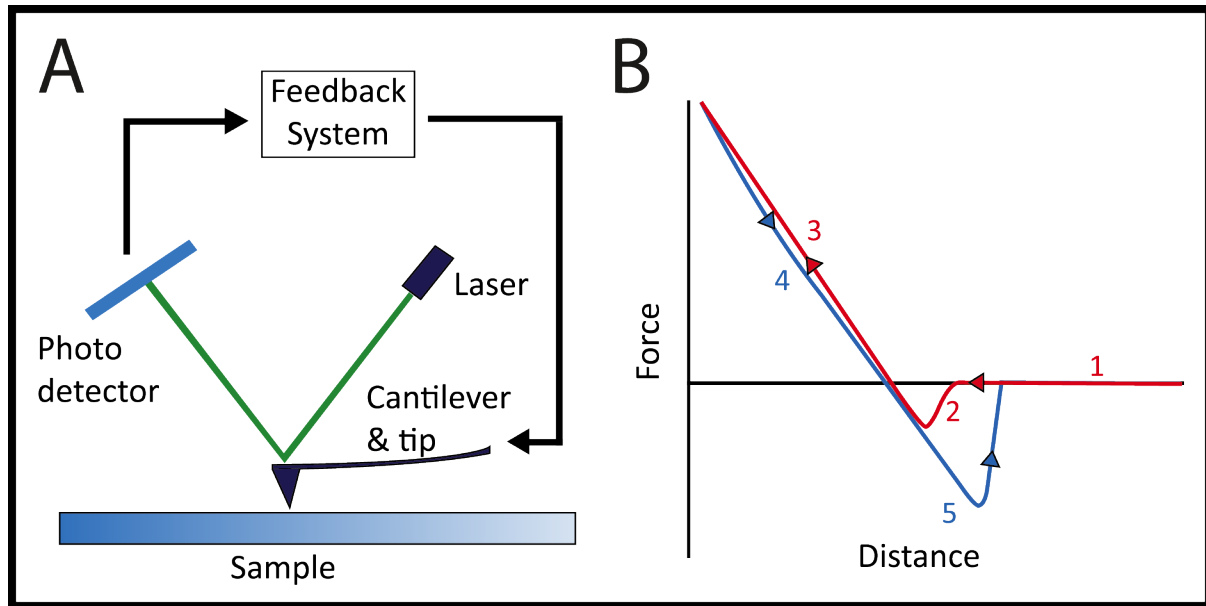 A
Feedback
System
Laser
Photo
detector
Cantilever
& tip
Sample
B
Force
3
4
1
2
5
Distance